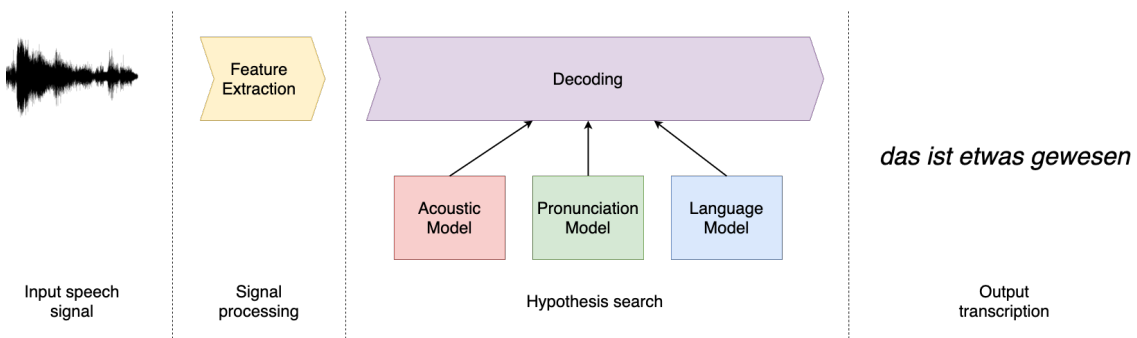 Feature
Extraction
Decoding
das ist etwas gewesen
Acoustic
Model
Pronunciation
Model
Language
Model
Input speech
signal
Signal
processing
Hypothesis search
Output
transcription